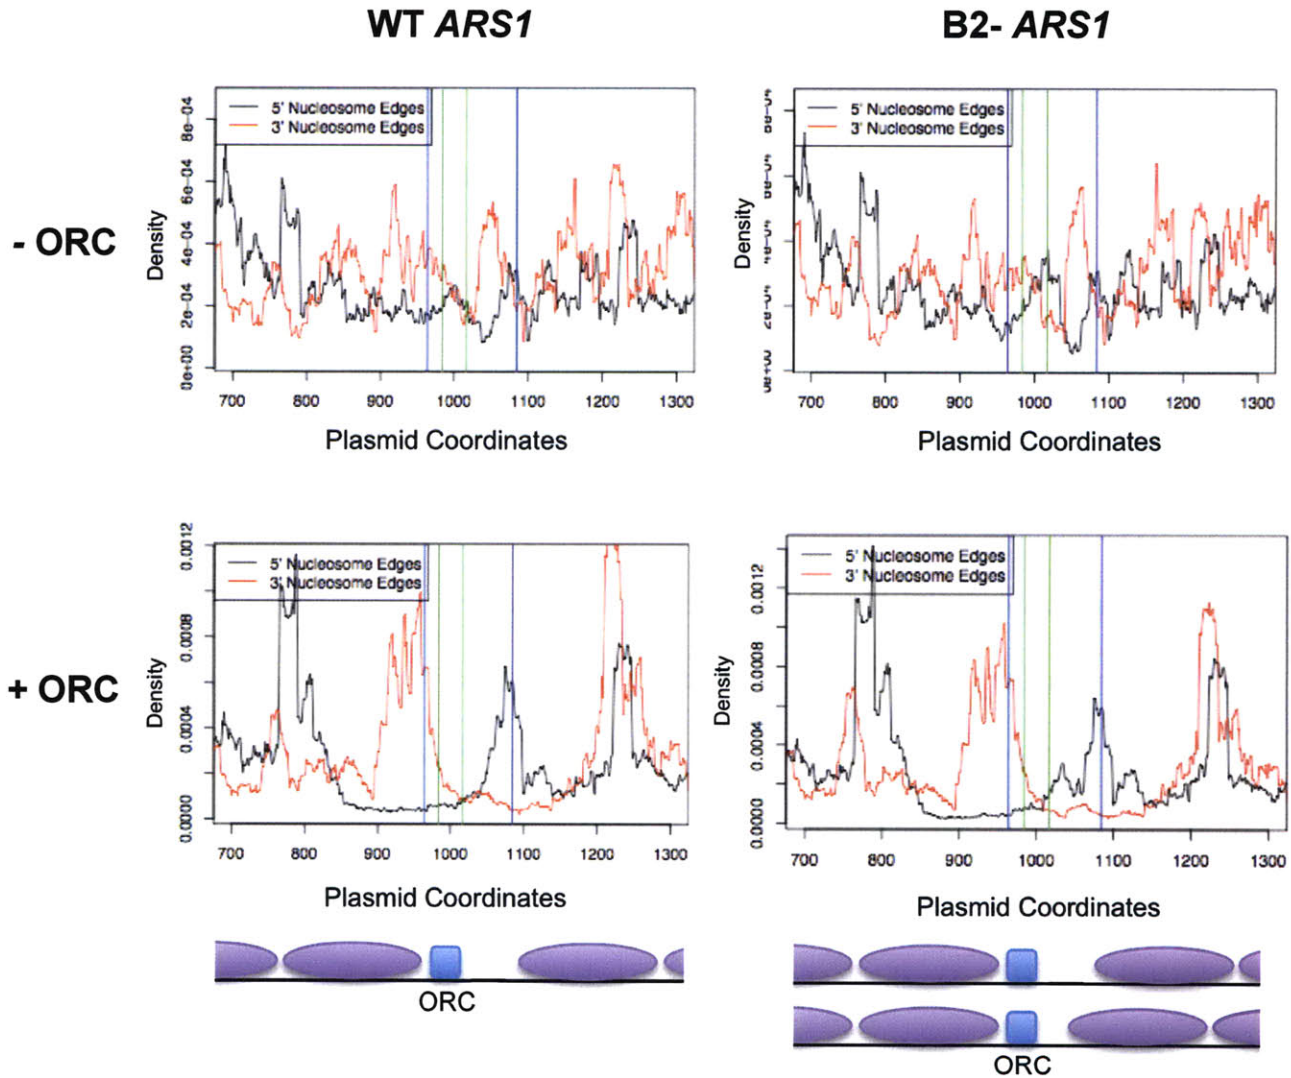 WT ARS1
B2- ARS1
- ORC
5' Nucleosome Edges
3' Nucleosome Edges
Density
0e+00 2e-04 4e-04 6e-04 8e-04
700 800 900 1000 1100 1200 1300
Plasmid Coordinates
5' Nucleosome Edges
3' Nucleosome Edges
Density
700 800 900 1000 1100 1200 1300
Plasmid Coordinates
+ ORC
5' Nucleosome Edges
3' Nucleosome Edges
Density
0.0000 0.0004 0.0008 0.0012
700 800 900 1000 1100 1200 1300
Plasmid Coordinates
5' Nucleosome Edges
3' Nucleosome Edges
Density
0.0000 0.0004 0.0008 0.0012
700 800 900 1000 1100 1200 1300
Plasmid Coordinates
ORC
ORC